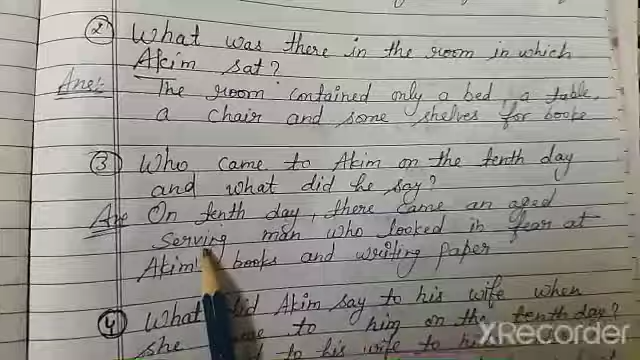 ② What was there in the room in which
Akim sat?
Ans: The room contained only a bed, a table,
a chair and some shelves for books
③ Who came to Akim on the tenth day
and what did he say?
Ans On tenth day, there came an aged
serving man who looked in fear at
Akim's books and writing paper
④ What did Akim say to his wife when
she to him on the tenth day?
to his wife to
XRecorder